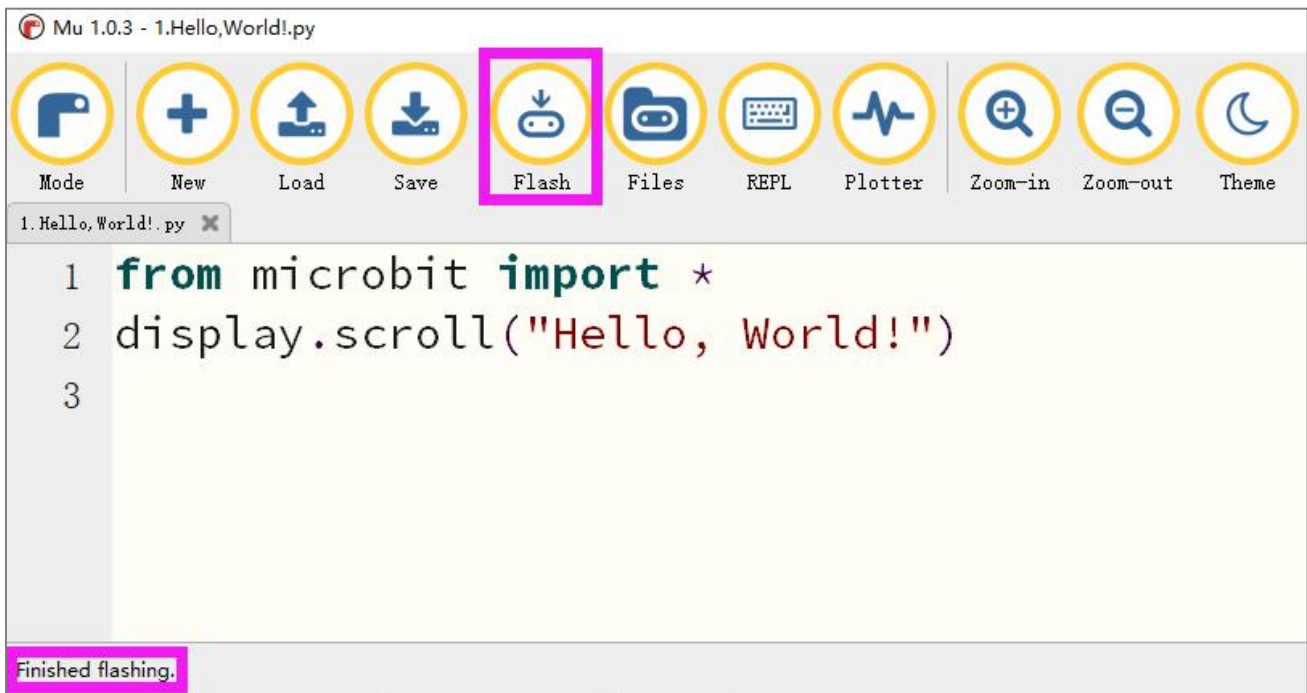 Mu 1.0.3 - 1.Hello,World!.py
Mode New Load Save Flash Files REPL Plotter Zoom-in Zoom-out Theme
1.Hello,World!.py
1 from microbit import *
2 display.scroll("Hello, World!")
3
Finished flashing.